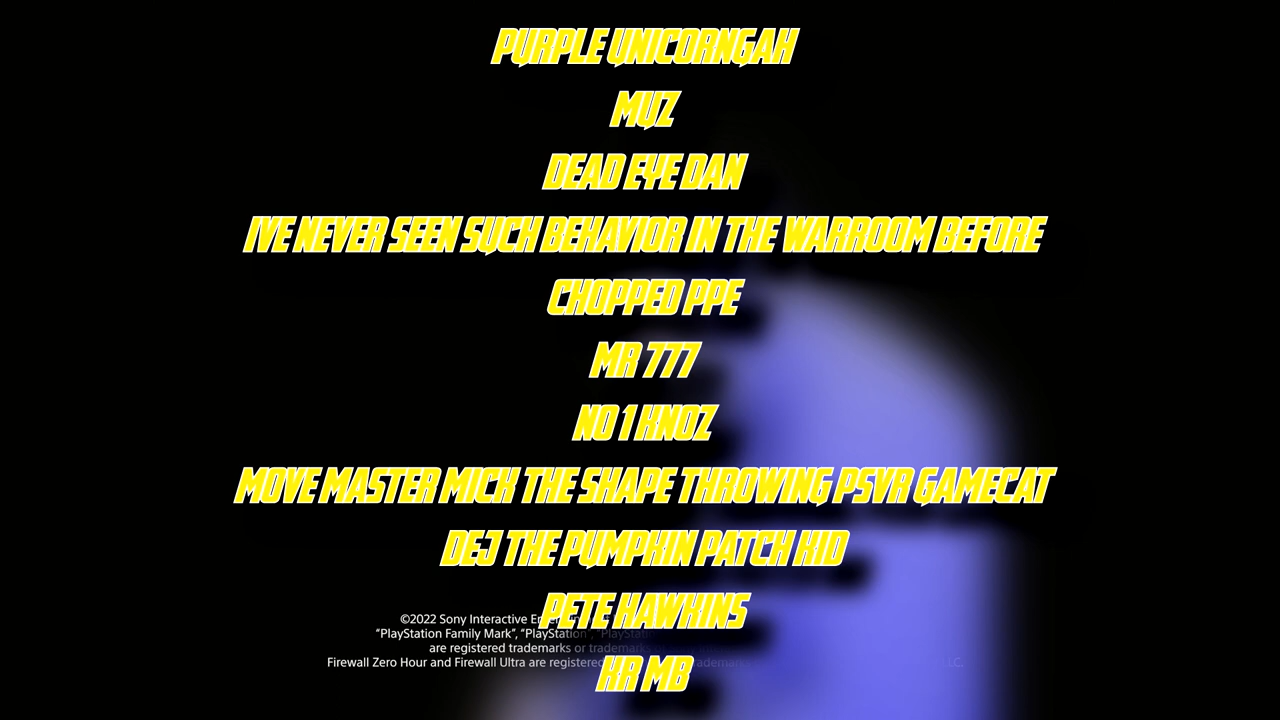 PURPLE UNICORNGAH
MUZ
DEAD EYE DAN
IVE NEVER SEEN SUCH BEHAVIOR IN THE WARROOM BEFORE
CHOPPED PPE
MR 777
NO 1 KNOZ
MOVE MASTER MICK THE SHAPE THROWING PSVR GAMECAT
DEJ THE PUMPKIN PATCH KID
PETE HAWKINS
©2022 Sony Interactive
"PlayStation Family Mark", "PlayStation", "PlayStati
are registered trademarks or trademarks
Firewall Zero Hour and Firewall Ultra are registered trademarks LLC.
KR MB